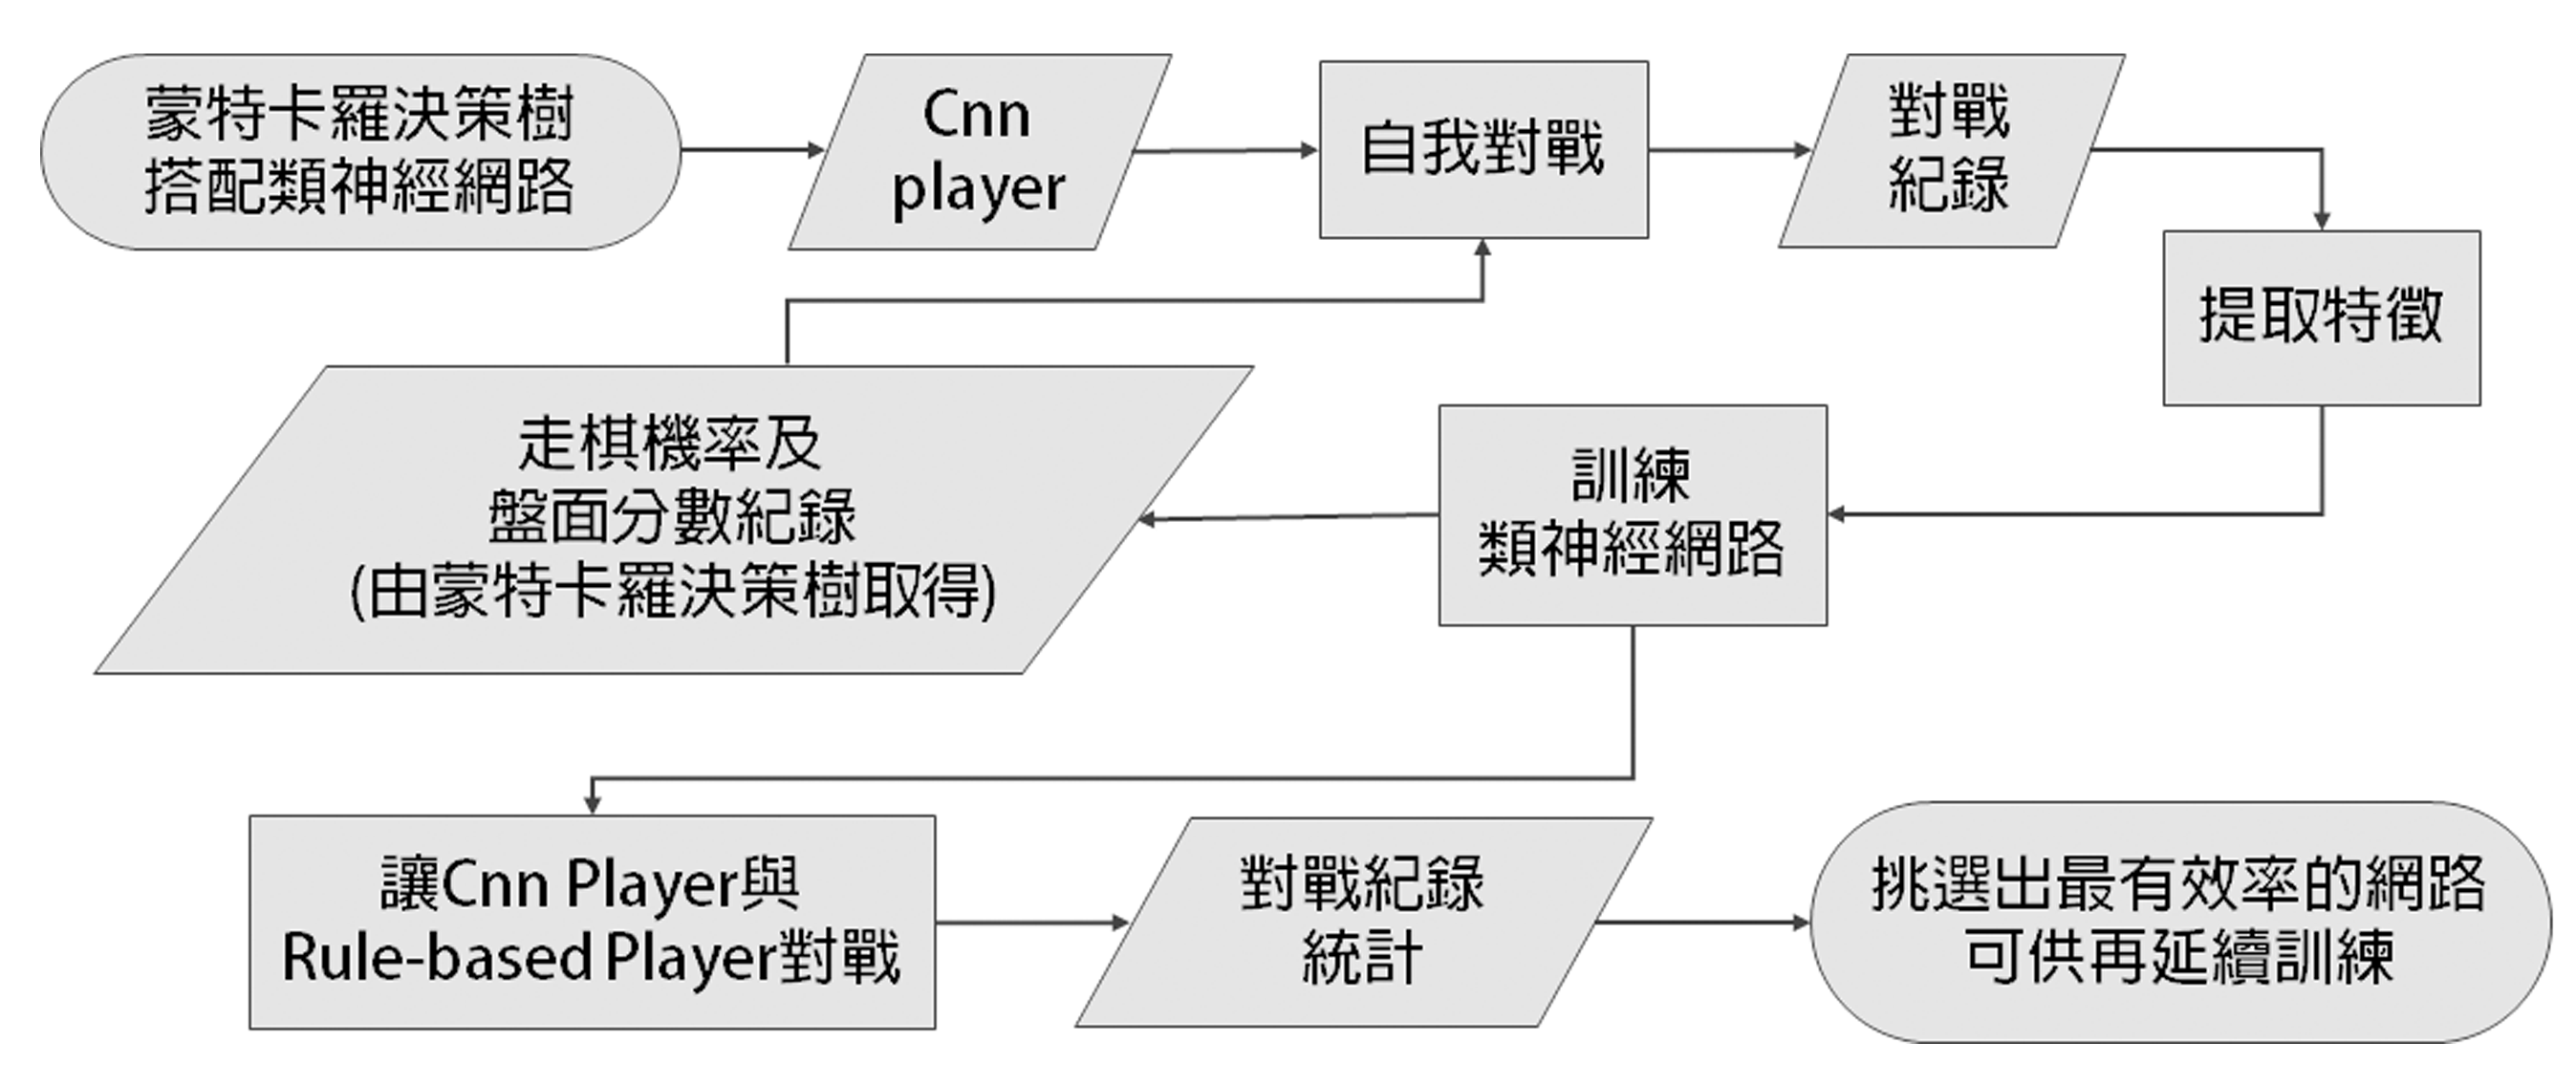 蒙特卡羅決策樹
搭配類神經網路
Cnn
player
自我對戰
對戰
紀錄
提取特徵
訓練
類神經網路
走棋機率及
盤面分數紀錄
(由蒙特卡羅決策樹取得)
讓Cnn Player與
Rule-based Player對戰
對戰紀錄
統計
挑選出最有效率的網路
可供再延續訓練